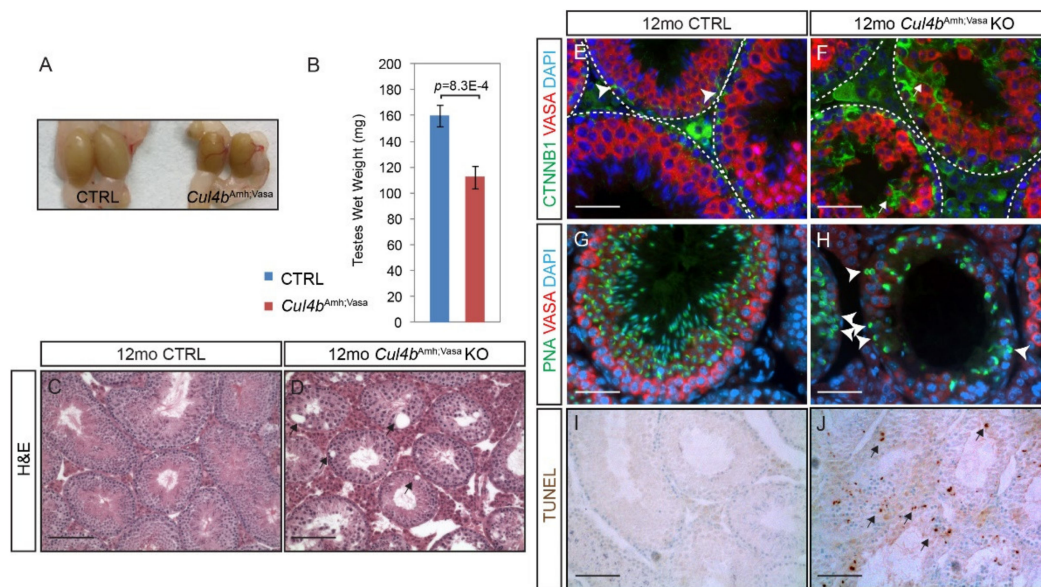 A
CTRL
Cul4bAmh;Vasa
B
Testes Wet Weight (mg)
200
180
160
140
120
100
80
60
40
20
0
p=8.3E-4
CTRL
Cul4bAmh;Vasa
12mo CTRL
12mo Cul4bAmh;Vasa KO
H&E
C
D
12mo CTRL
12mo Cul4bAmh;Vasa KO
CTNNB1 VASA DAPI
E
F
PNA VASA DAPI
G
H
TUNEL
I
J